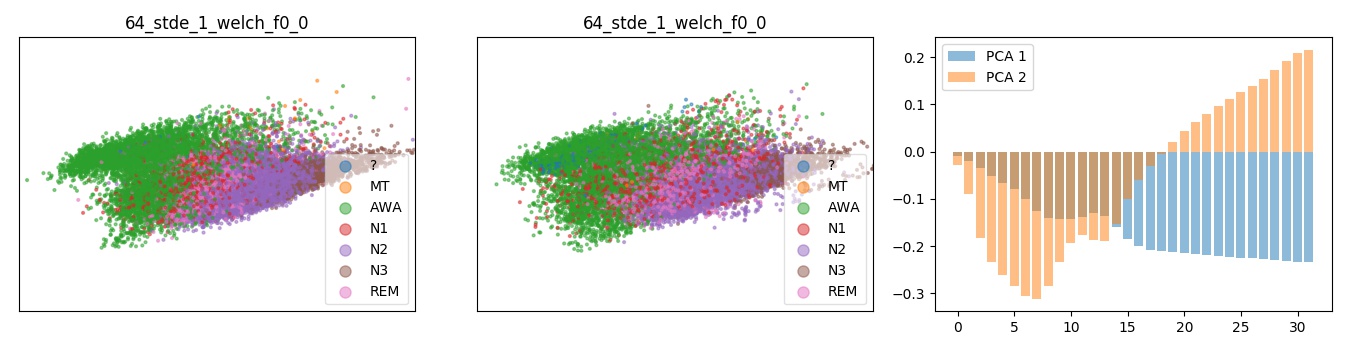 64_stde_1_welch_f0_0
?
MT
AWA
N1
N2
N3
REM
64_stde_1_welch_f0_0
?
MT
AWA
N1
N2
N3
REM
PCA 1
PCA 2
0.2
0.1
0.0
−0.1
−0.2
−0.3
0 5 10 15 20 25 30